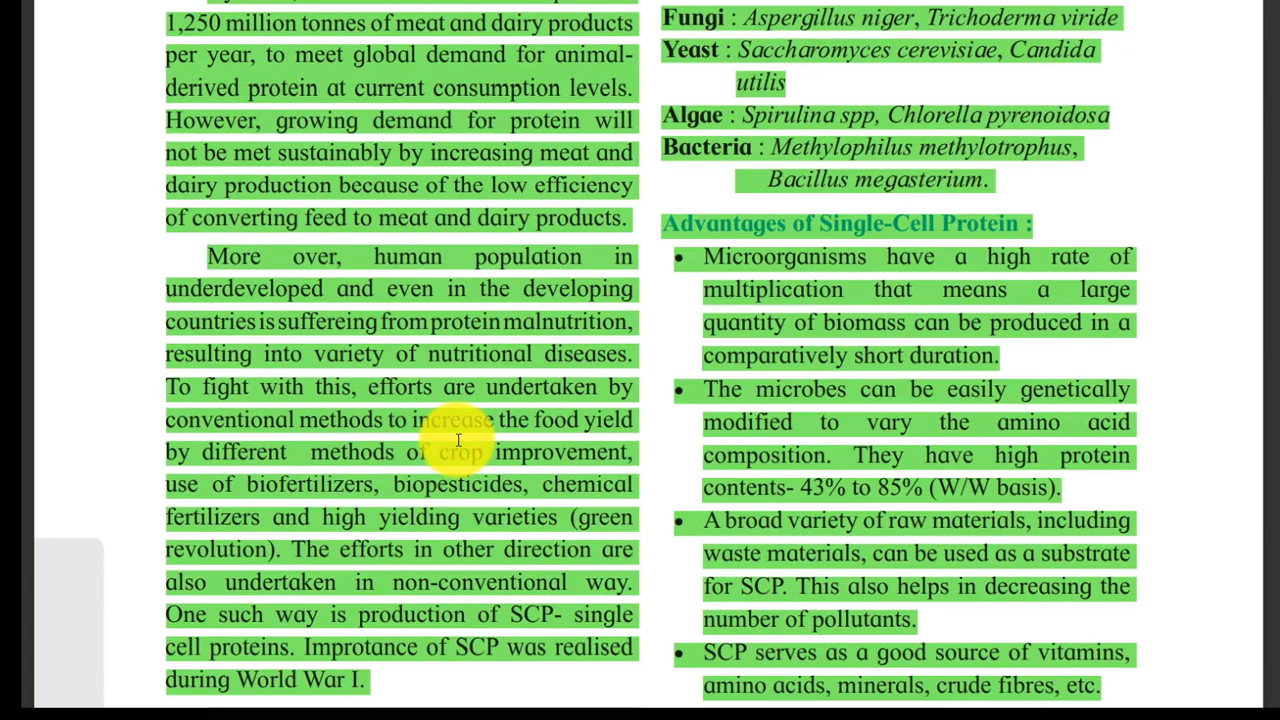 1,250 million tonnes of meat and dairy products
per year, to meet global demand for animal-
derived protein at current consumption levels.
However, growing demand for protein will
not be met sustainably by increasing meat and
dairy production because of the low efficiency
of converting feed to meat and dairy products.
More over, human population in
underdeveloped and even in the developing
countries is suffereing from protein malnutrition,
resulting into variety of nutritional diseases.
To fight with this, efforts are undertaken by
conventional methods to increase the food yield
by different methods of crop improvement,
use of biofertilizers, biopesticides, chemical
fertilizers and high yielding varieties (green
revolution). The efforts in other direction are
also undertaken in non-conventional way.
One such way is production of SCP- single
cell proteins. Improtance of SCP was realised
during World War I.
Fungi : Aspergillus niger, Trichoderma viride
Yeast : Saccharomyces cerevisiae, Candida
utilis
Algae : Spirulina spp, Chlorella pyrenoidosa
Bacteria : Methylophilus methylotrophus,
Bacillus megasterium.
Advantages of Single-Cell Protein :
• Microorganisms have a high rate of
multiplication that means a large
quantity of biomass can be produced in a
comparatively short duration.
• The microbes can be easily genetically
modified to vary the amino acid
composition. They have high protein
contents- 43% to 85% (W/W basis).
• A broad variety of raw materials, including
waste materials, can be used as a substrate
for SCP. This also helps in decreasing the
number of pollutants.
• SCP serves as a good source of vitamins,
amino acids, minerals, crude fibres, etc.